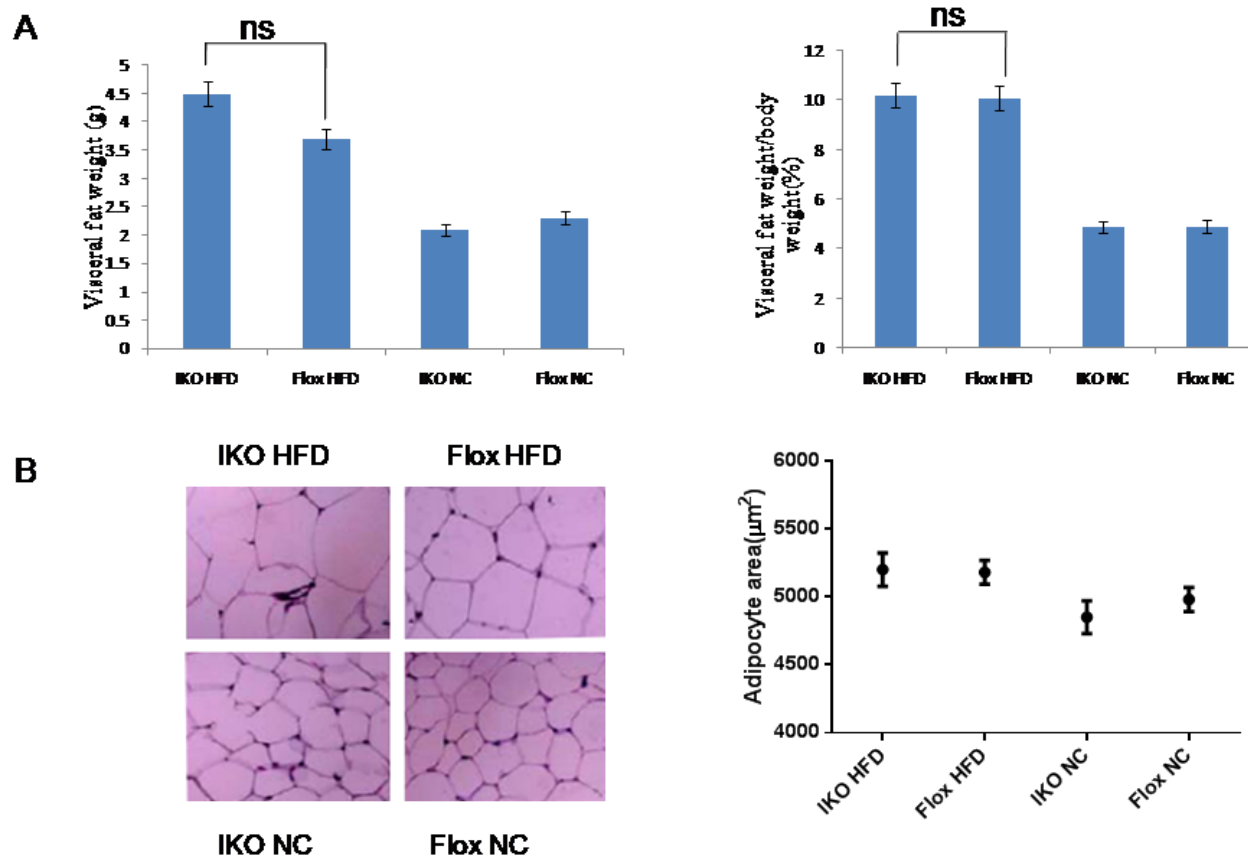 A
ns
5
4.5
4
3.5
3
2.5
2
1.5
1
0.5
0
Visceral fat weight (g)
IKO HFD
Flox HFD
IKO NC
Flox NC
ns
12
10
8
6
4
2
0
Visceral fat weight/body
weight(%)
IKO HFD
Flox HFD
IKO NC
Flox NC
B
IKO HFD
Flox HFD
IKO NC
Flox NC
6000
5500
5000
4500
4000
Adipocyte area(μm²)
IKO HFD
Flox HFD
IKO NC
Flox NC